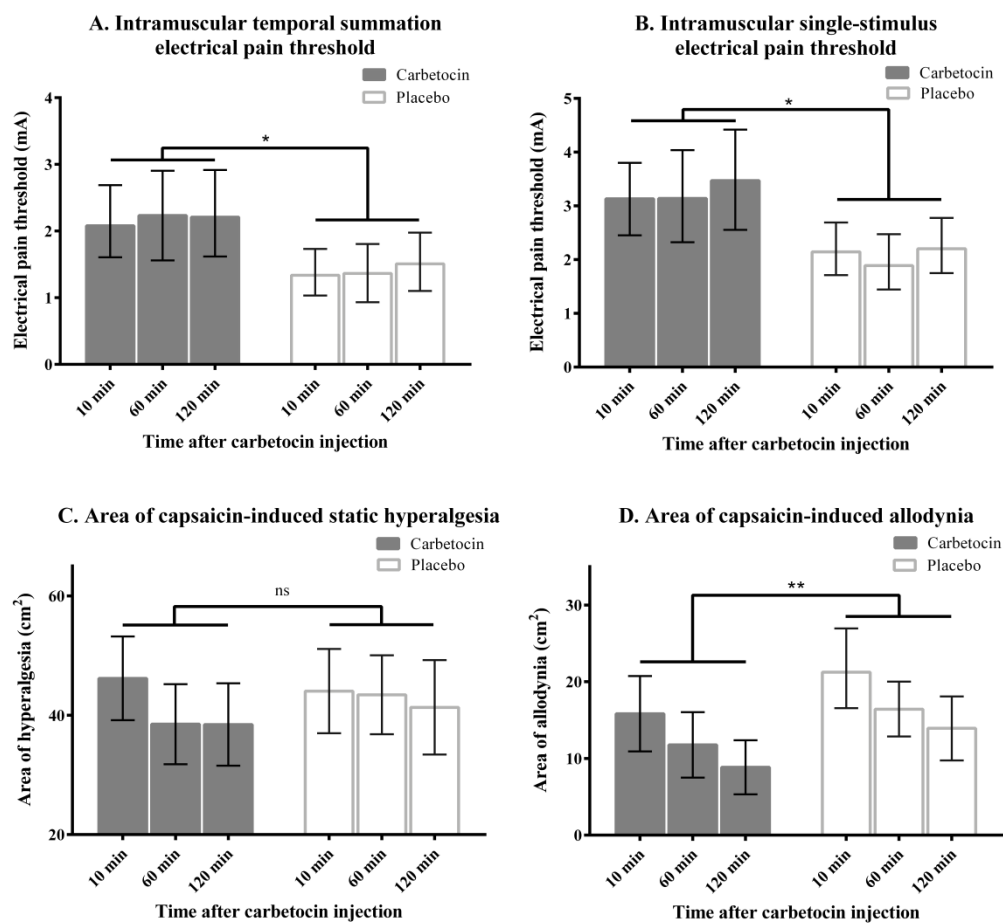 A. Intramuscular temporal summation
electrical pain threshold
Carbetocin
Placebo
Electrical pain threshold (mA)
4
3
2
1
0
*
10 min
60 min
120 min
10 min
60 min
120 min
Time after carbetocin injection
B. Intramuscular single-stimulus
electrical pain threshold
Carbetocin
Placebo
Electrical pain threshold (mA)
5
4
3
2
1
0
*
10 min
60 min
120 min
10 min
60 min
120 min
Time after carbetocin injection
C. Area of capsaicin-induced static hyperalgesia
Carbetocin
Placebo
Area of hyperalgesia (cm²)
60
40
20
ns
10 min
60 min
120 min
10 min
60 min
120 min
Time after carbetocin injection
D. Area of capsaicin-induced allodynia
Carbetocin
Placebo
Area of allodynia (cm²)
30
20
10
0
**
10 min
60 min
120 min
10 min
60 min
120 min
Time after carbetocin injection